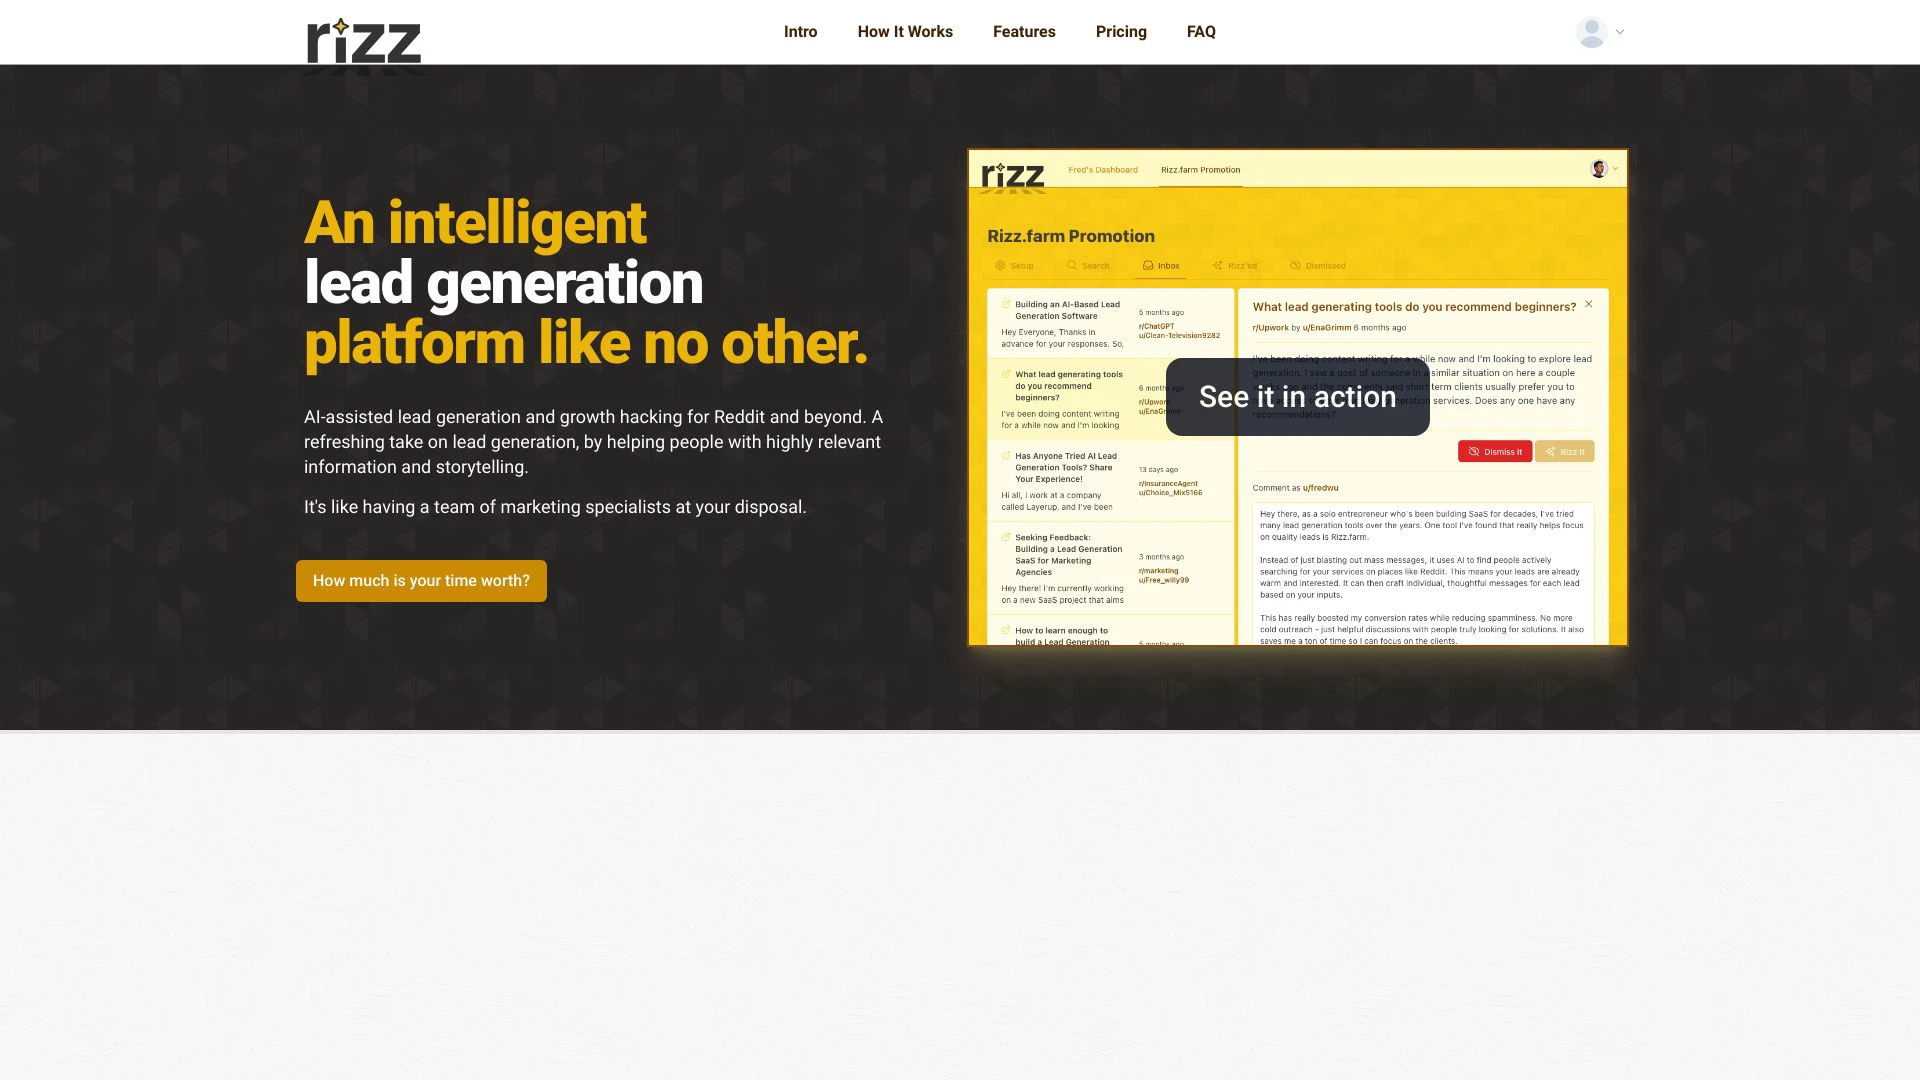 rizz
Intro
How It Works
Features
Pricing
FAQ
An intelligent
lead generation
platform like no other.
AI-assisted lead generation and growth hacking for Reddit and beyond. A
refreshing take on lead generation, by helping people with highly relevant
information and storytelling.
It's like having a team of marketing specialists at your disposal.
How much is your time worth?
rizz
Fred's Dashboard
Rizz.farm Promotion
Rizz.farm Promotion
Setup
Search
Inbox
Rizz'ed
Dismissed
Building an AI-Based Lead
Generation Software
Hey Everyone, Thanks in
advance for your responses. So,
5 months ago
r/ChatGPT
u/Clean-Television9282
What lead generating tools
do you recommend
beginners?
I've been doing content writing
for a while now and I'm looking
6 months ago
r/Upwork
u/EnaGrimm
Has Anyone Tried AI Lead
Generation Tools? Share
Your Experience!
Hi all, I work at a company
called Layerup, and I've been
13 days ago
r/InsuranceAgent
u/Choice_Mix5166
Seeking Feedback:
Building a Lead Generation
SaaS for Marketing
Agencies
Hey there! I'm currently working
on a new SaaS project that aims
3 months ago
r/marketing
u/Free_willy99
How to learn enough to
build a Lead Generation
5 months ago
What lead generating tools do you recommend beginners?
r/Upwork by u/EnaGrimm 6 months ago
I've been doing content writing for a while now and I'm looking to explore lead
generation. I saw a post of someone in a similar situation on here a couple
weeks ago and the comments said short term clients usually prefer you to
generation services. Does any one have any
recommendations?
See it in action
Dismiss It
Rizz It
Comment as u/fredwu
Hey there, as a solo entrepreneur who's been building SaaS for decades, I've tried
many lead generation tools over the years. One tool I've found that really helps focus
on quality leads is Rizz.farm.
Instead of just blasting out mass messages, it uses AI to find people actively
searching for your services on places like Reddit. This means your leads are already
warm and interested. It can then craft individual, thoughtful messages for each lead
based on your inputs.
This has really boosted my conversion rates while reducing spamminess. No more
cold outreach - just helpful discussions with people truly looking for solutions. It also
saves me a ton of time so I can focus on the clients.